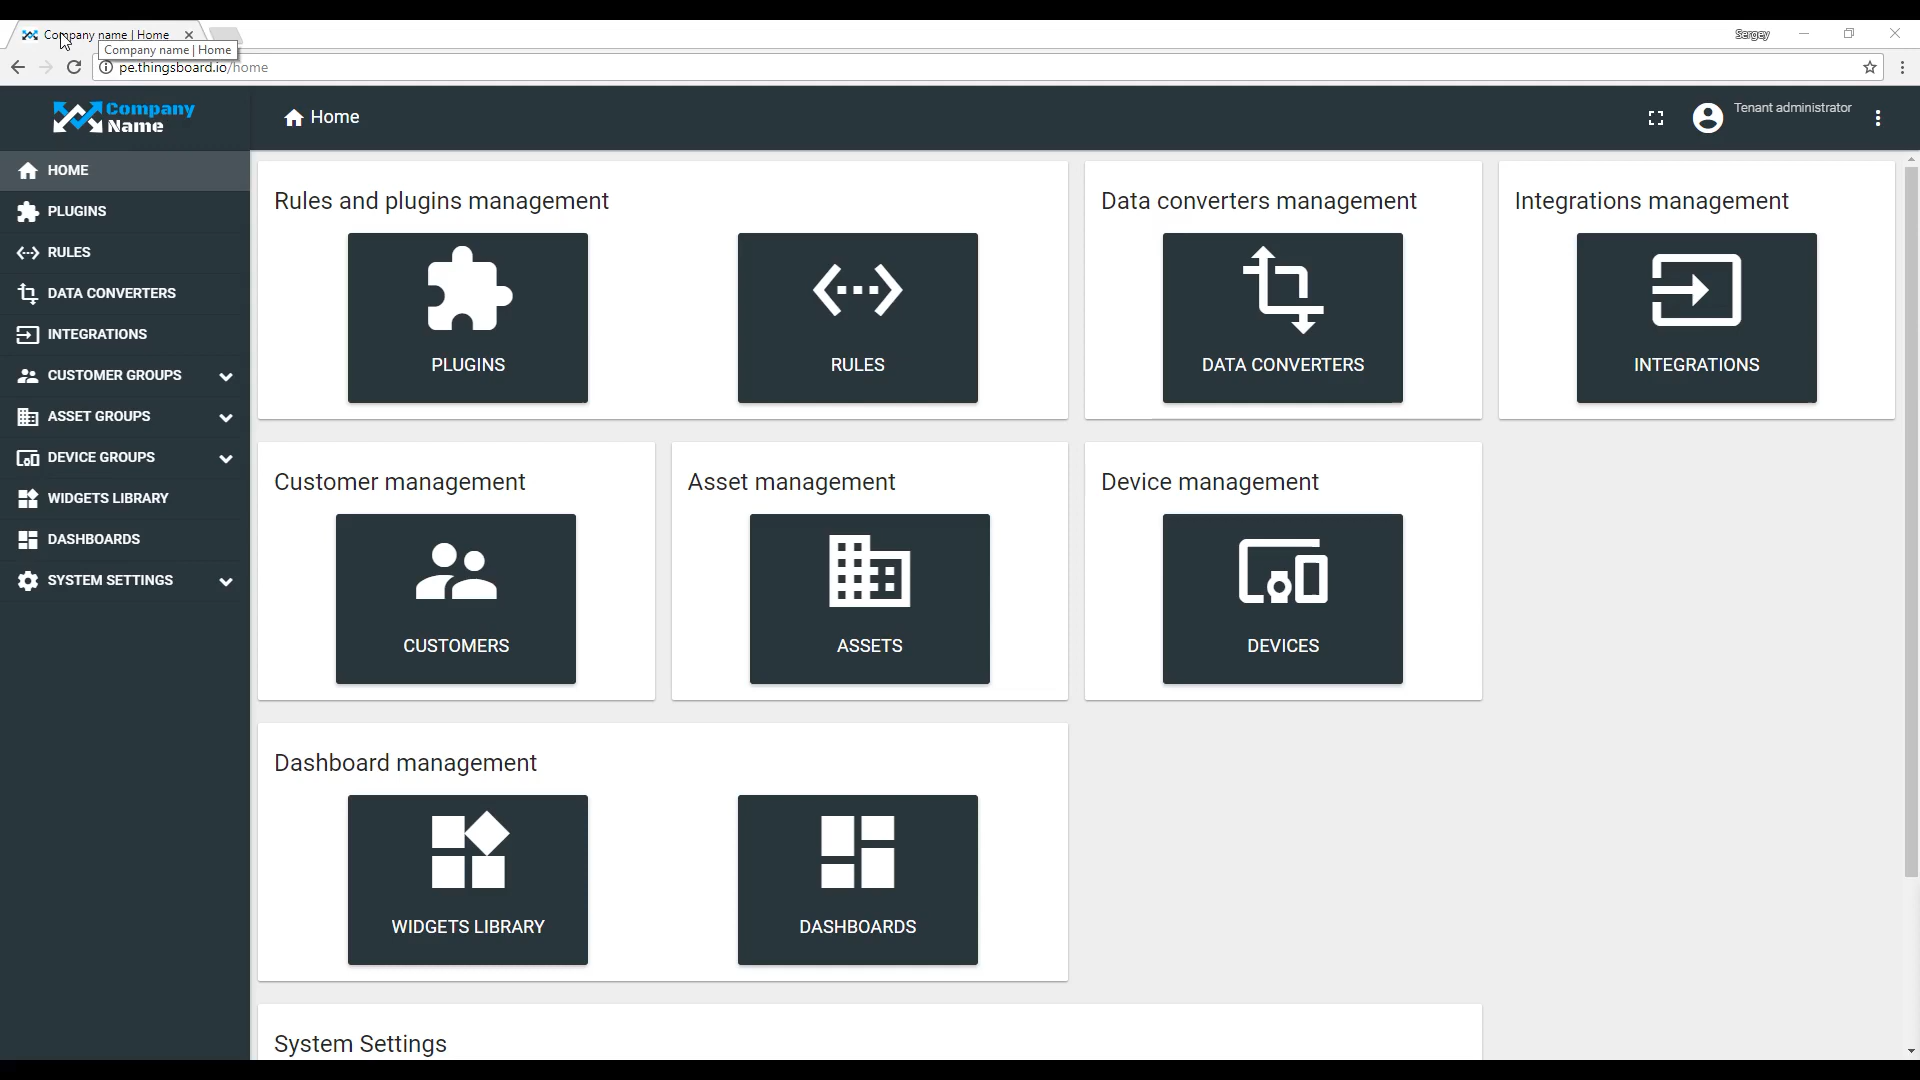 Company name | Home
Sergey
Company name | Home
pe.thingsboard.io/home
Company
Name
Home
Tenant administrator
HOME
PLUGINS
RULES
DATA CONVERTERS
INTEGRATIONS
CUSTOMER GROUPS
ASSET GROUPS
DEVICE GROUPS
WIDGETS LIBRARY
DASHBOARDS
SYSTEM SETTINGS
Rules and plugins management
PLUGINS
RULES
Data converters management
DATA CONVERTERS
Integrations management
INTEGRATIONS
Customer management
CUSTOMERS
Asset management
ASSETS
Device management
DEVICES
Dashboard management
WIDGETS LIBRARY
DASHBOARDS
System Settings